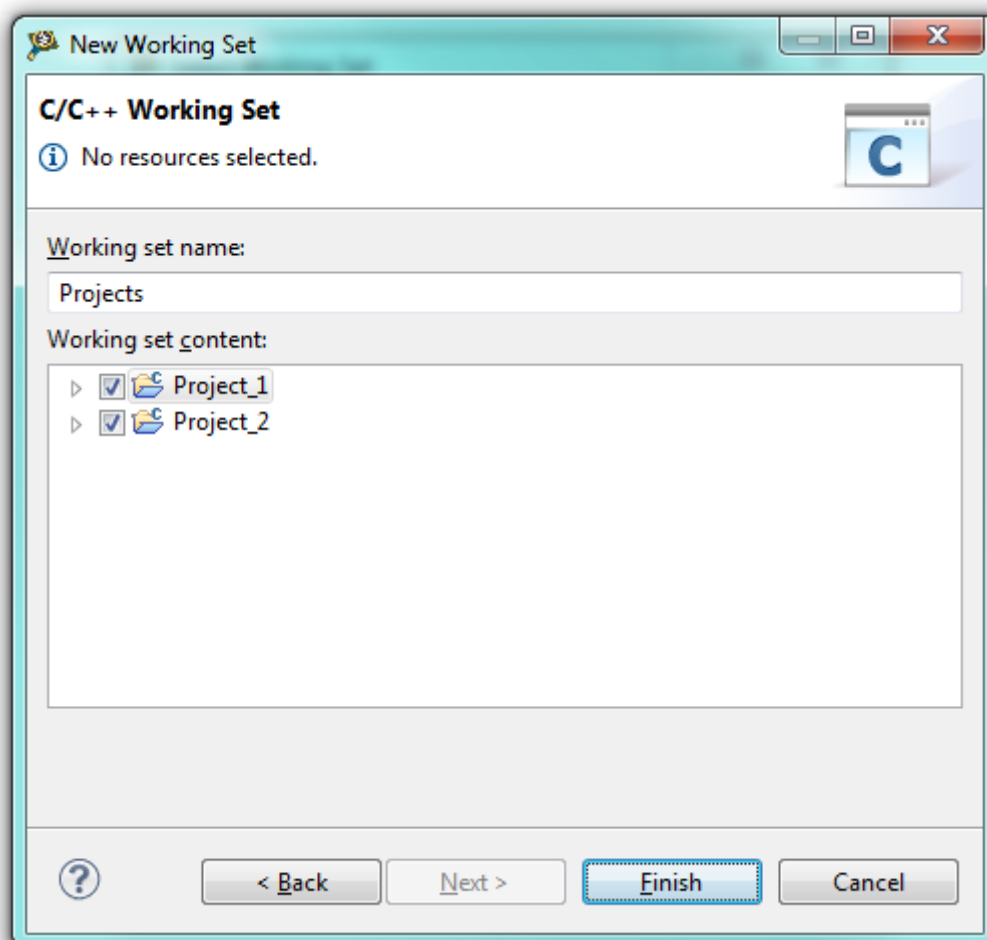 New Working Set
C/C++ Working Set
No resources selected.
C
Working set name:
Projects
Working set content:
Project_1
Project_2
? < Back Next > Finish Cancel